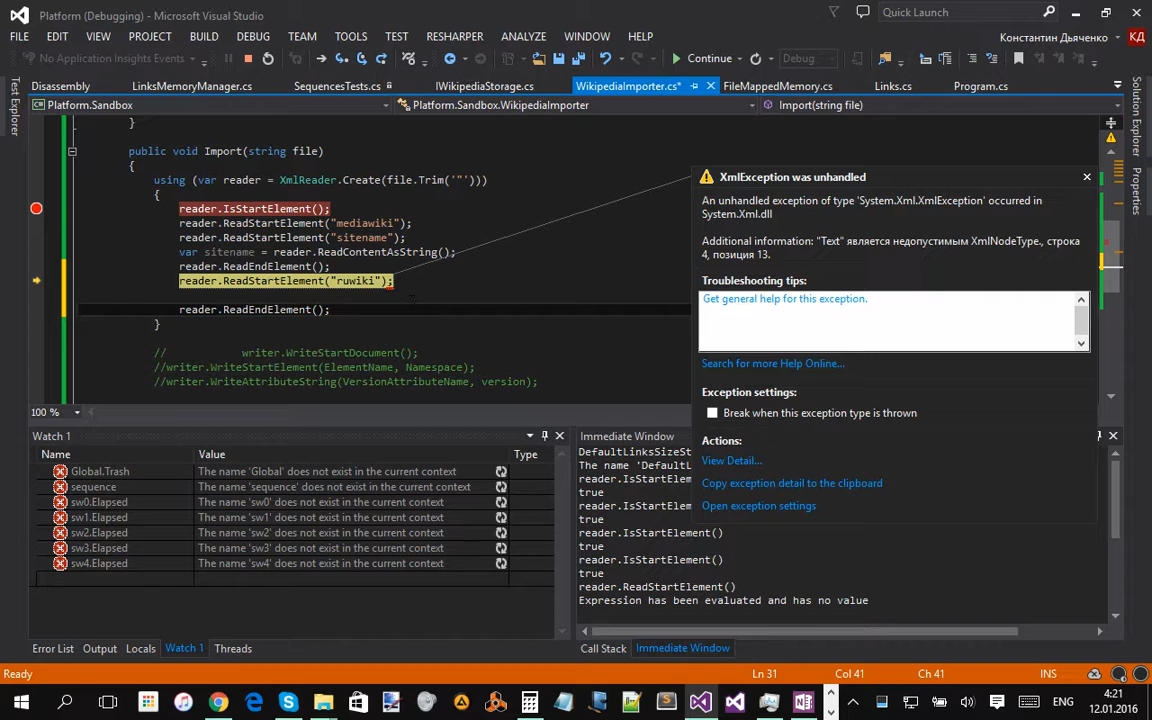 Platform (Debugging) - Microsoft Visual Studio
Quick Launch
FILE EDIT VIEW PROJECT BUILD DEBUG TEAM TOOLS TEST RESHARPER ANALYZE WINDOW HELP
Константин Дьяченко КД
No Application Insights Events
Continue
Debug
Test Explorer
Disassembly LinksMemoryManager.cs SequencesTests.cs IWikipediaStorage.cs WikipediaImporter.cs* FileMappedMemory.cs Links.cs Program.cs
Platform.Sandbox
Platform.Sandbox.WikipediaImporter
Import(string file)
}
public void Import(string file)
{
using (var reader = XmlReader.Create(file.Trim('"')))
{
reader.IsStartElement();
reader.ReadStartElement("mediawiki");
reader.ReadStartElement("sitename");
var sitename = reader.ReadContentAsString();
reader.ReadEndElement();
reader.ReadStartElement("ruwiki");
reader.ReadEndElement();
}
// writer.WriteStartDocument();
//writer.WriteStartElement(ElementName, Namespace);
//writer.WriteAttributeString(VersionAttributeName, version);
100 %
XmlException was unhandled
An unhandled exception of type 'System.Xml.XmlException' occurred in
System.Xml.dll
Additional information: "Text" является недопустимым XmlNodeType., строка
4, позиция 13.
Troubleshooting tips:
Get general help for this exception.
Search for more Help Online...
Exception settings:
Break when this exception type is thrown
Actions:
View Detail...
Copy exception detail to the clipboard
Open exception settings
Solution Explorer
Properties
Watch 1
Name Value Type
Global.Trash The name 'Global' does not exist in the current context
sequence The name 'sequence' does not exist in the current context
sw0.Elapsed The name 'sw0' does not exist in the current context
sw1.Elapsed The name 'sw1' does not exist in the current context
sw2.Elapsed The name 'sw2' does not exist in the current context
sw3.Elapsed The name 'sw3' does not exist in the current context
sw4.Elapsed The name 'sw4' does not exist in the current context
Immediate Window
DefaultLinksSizeSt
The name 'DefaultL
reader.IsStartElem
true
reader.IsStartElem
true
reader.IsStartElement()
true
reader.IsStartElement()
true
reader.ReadStartElement()
Expression has been evaluated and has no value
Error List Output Locals Watch 1 Threads
Call Stack Immediate Window
Ready
Ln 31 Col 41 Ch 41 INS
ENG
4:21
12.01.2016